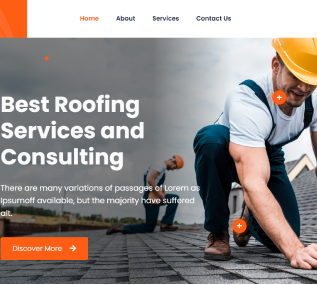 Home About Services Contact Us
Best Roofing
Services and
Consulting
There are many variations of passages of Lorem as
Ipsumoff available, but the majority have suffered
alt.
Discover More →